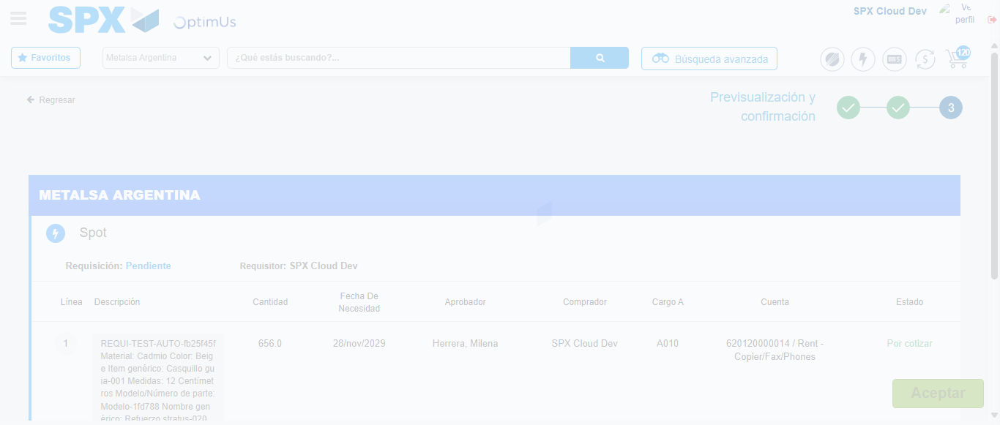 SPX OptimUs
SPX Cloud Dev
Ve
perfil
Favoritos
Metalsa Argentina
¿Qué estás buscando?...
Búsqueda avanzada
120
Regresar
Previsualización y
confirmación
3
METALSA ARGENTINA
Spot
Requisición: Pendiente
Requisitor: SPX Cloud Dev
Línea Descripción Cantidad Fecha De Necesidad Aprobador Comprador Cargo A Cuenta Estado
1
REQUI-TEST-AUTO-fb25f45f
Material: Cadmio Color: Beig
e Item genérico: Casquillo gu
ia-001 Medidas: 12 Centímet
ros Modelo/Número de parte:
Modelo-1fd788 Nombre gen
érico: Refuerzo stratus-020
656.0
28/nov/2029
Herrera, Milena
SPX Cloud Dev
A010
620120000014 / Rent -
Copier/Fax/Phones
Por cotizar
Aceptar